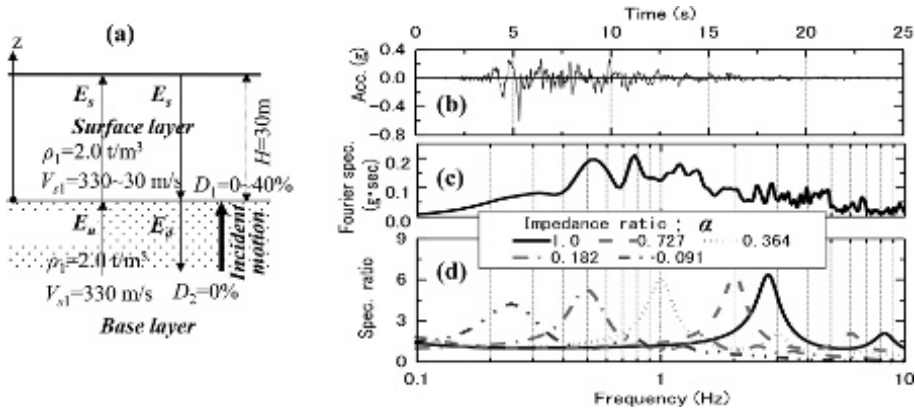 (a)
Z
E_s E_s
Surface layer
ρ₁=2.0 t/m³
V_s1=330~30 m/s
D₁=0~40%
H=30m
E_u E_d
ρ₁=2.0 t/m³
V_s1=330 m/s
D₂=0%
Incident motion.
Base layer
Time (s)
0 5 10 15 20 25
Acc. (g)
0.4
0.0
-0.4
-0.8
(b)
Fourier spec. (g·sec)
0.2
0.1
0.0
(c)
Impedance ratio ; α
1.0 0.727 0.364
0.182 0.091
Spec. ratio
9
6
3
0
(d)
0.1 1 10
Frequency (Hz)